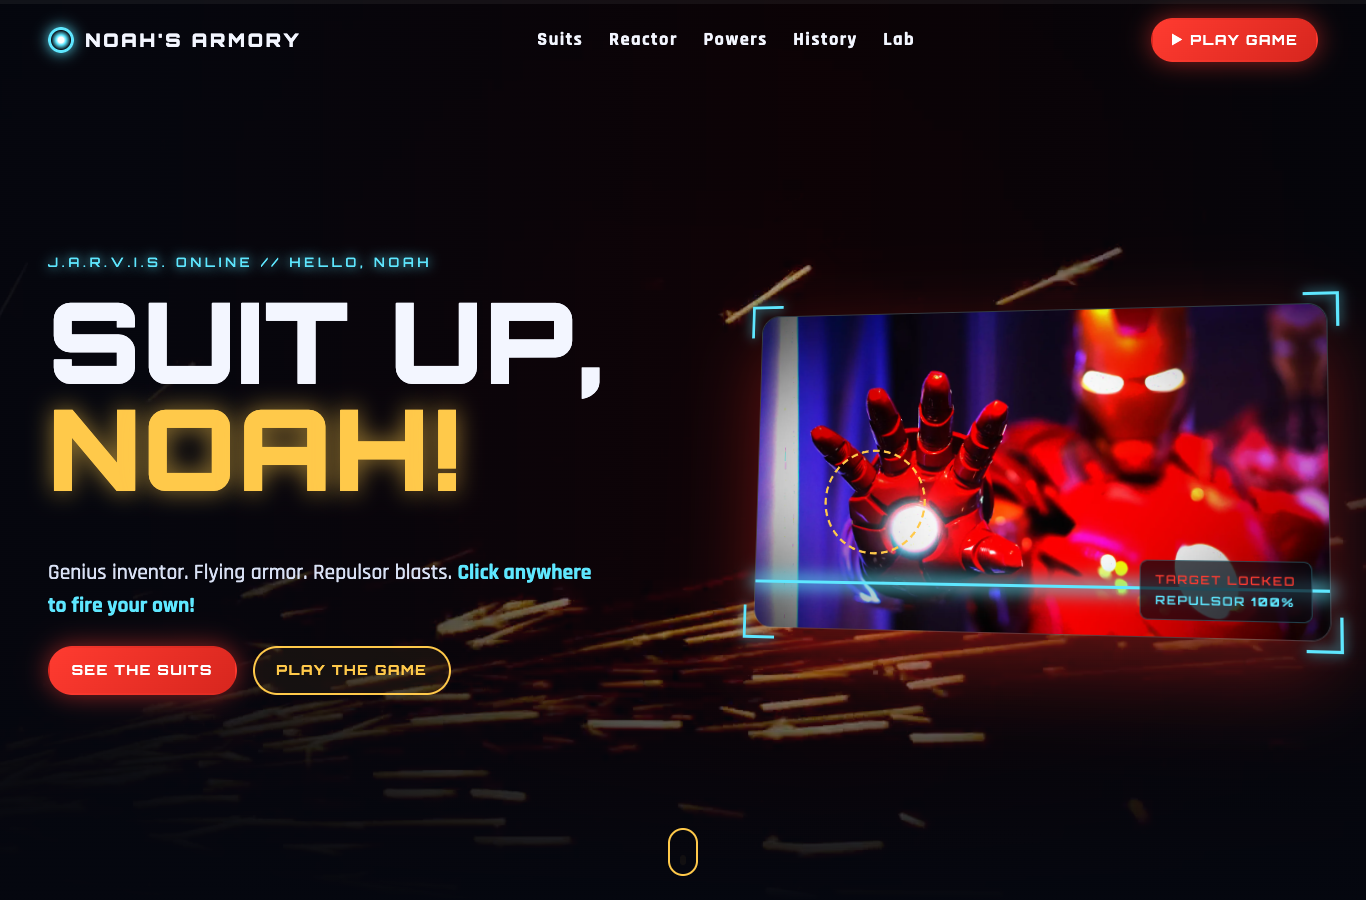 NOAH'S ARMORY
Suits Reactor Powers History Lab
PLAY GAME
J.A.R.V.I.S. ONLINE // HELLO, NOAH
SUIT UP,
NOAH!
Genius inventor. Flying armor. Repulsor blasts. Click anywhere
to fire your own!
SEE THE SUITS
PLAY THE GAME
TARGET LOCKED
REPULSOR 100%